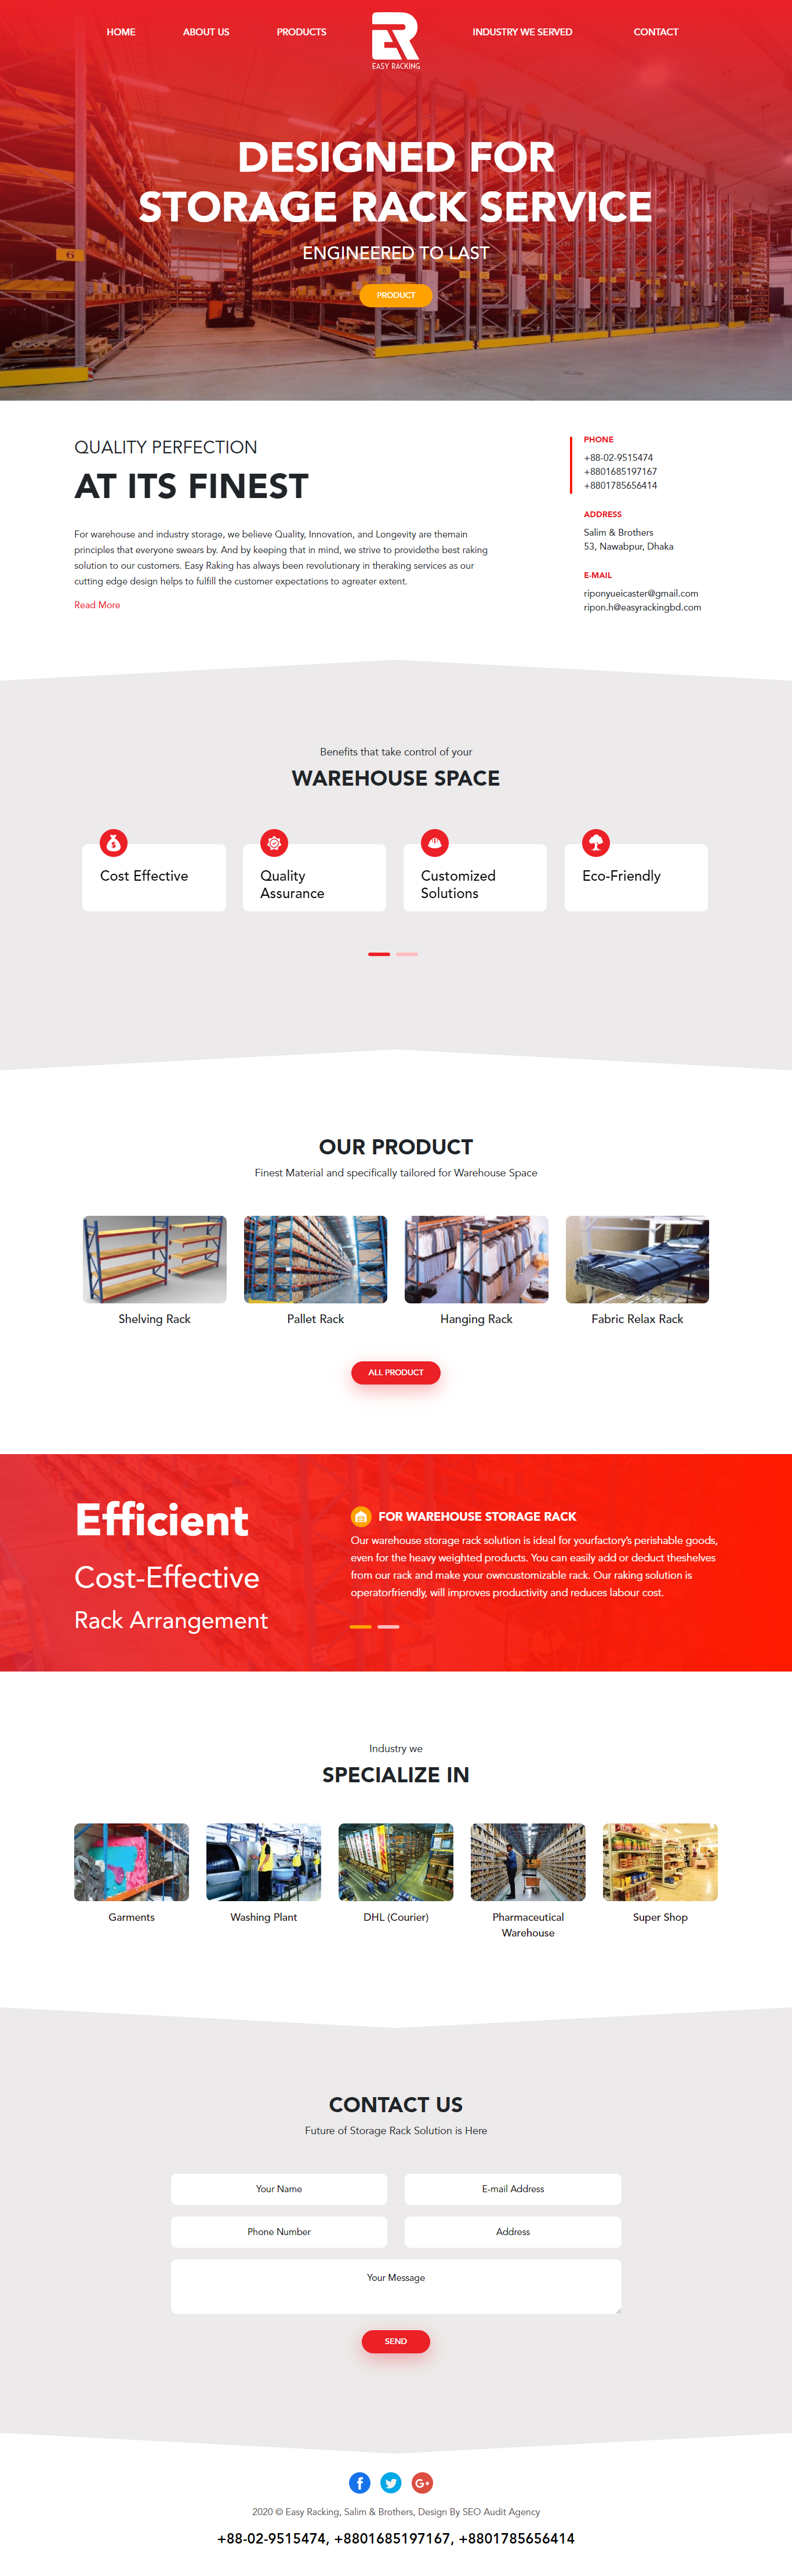 HOME
ABOUT US
PRODUCTS
ER
EASY RACKING
INDUSTRY WE SERVED
CONTACT
DESIGNED FOR
STORAGE RACK SERVICE
ENGINEERED TO LAST
6
PRODUCT
QUALITY PERFECTION
AT ITS FINEST
For warehouse and industry storage, we believe Quality, Innovation, and Longevity are themain
principles that everyone swears by. And by keeping that in mind, we strive to providethe best raking
solution to our customers. Easy Raking has always been revolutionary in theraking services as our
cutting edge design helps to fulfill the customer expectations to agreater extent.
Read More
PHONE
+88-02-9515474
+8801685197167
+8801785656414
ADDRESS
Salim & Brothers
53, Nawabpur, Dhaka
E-MAIL
riponyueicaster@gmail.com
ripon.h@easyrackingbd.com
Benefits that take control of your
WAREHOUSE SPACE
Cost Effective
Quality
Assurance
Customized
Solutions
Eco-Friendly
OUR PRODUCT
Finest Material and specifically tailored for Warehouse Space
Shelving Rack
Pallet Rack
Hanging Rack
Fabric Relax Rack
ALL PRODUCT
Efficient
Cost-Effective
Rack Arrangement
FOR WAREHOUSE STORAGE RACK
Our warehouse storage rack solution is ideal for yourfactory's perishable goods,
even for the heavy weighted products. You can easily add or deduct theshelves
from our rack and make your owncustomizable rack. Our raking solution is
operatorfriendly, will improves productivity and reduces labour cost.
Industry we
SPECIALIZE IN
Garments
Washing Plant
DHL (Courier)
Pharmaceutical
Warehouse
Super Shop
CONTACT US
Future of Storage Rack Solution is Here
Your Name
E-mail Address
Phone Number
Address
Your Message
SEND
2020 © Easy Racking, Salim & Brothers, Design By SEO Audit Agency
+88-02-9515474, +8801685197167, +8801785656414